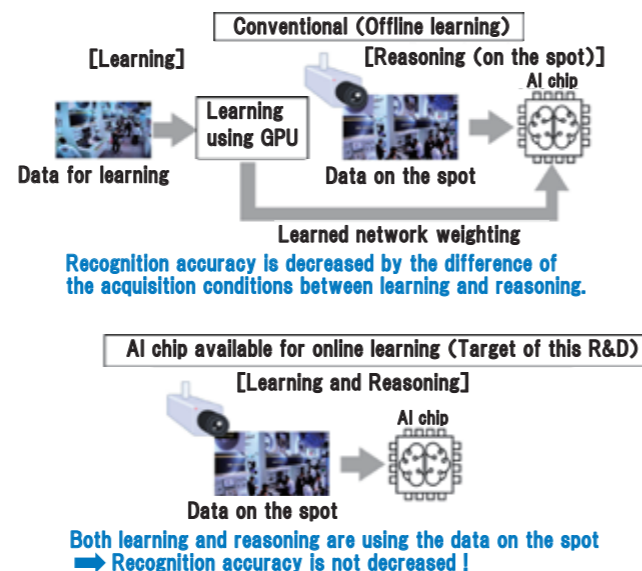 Conventional (Offline learning)
[Learning]
[Reasoning (on the spot)]
AI chip
Learning
using GPU
Data for learning
Data on the spot
Learned network weighting
Recognition accuracy is decreased by the difference of
the acquisition conditions between learning and reasoning.
AI chip available for online learning (Target of this R&D)
[Learning and Reasoning]
AI chip
Data on the spot
Both learning and reasoning are using the data on the spot
➡ Recognition accuracy is not decreased !